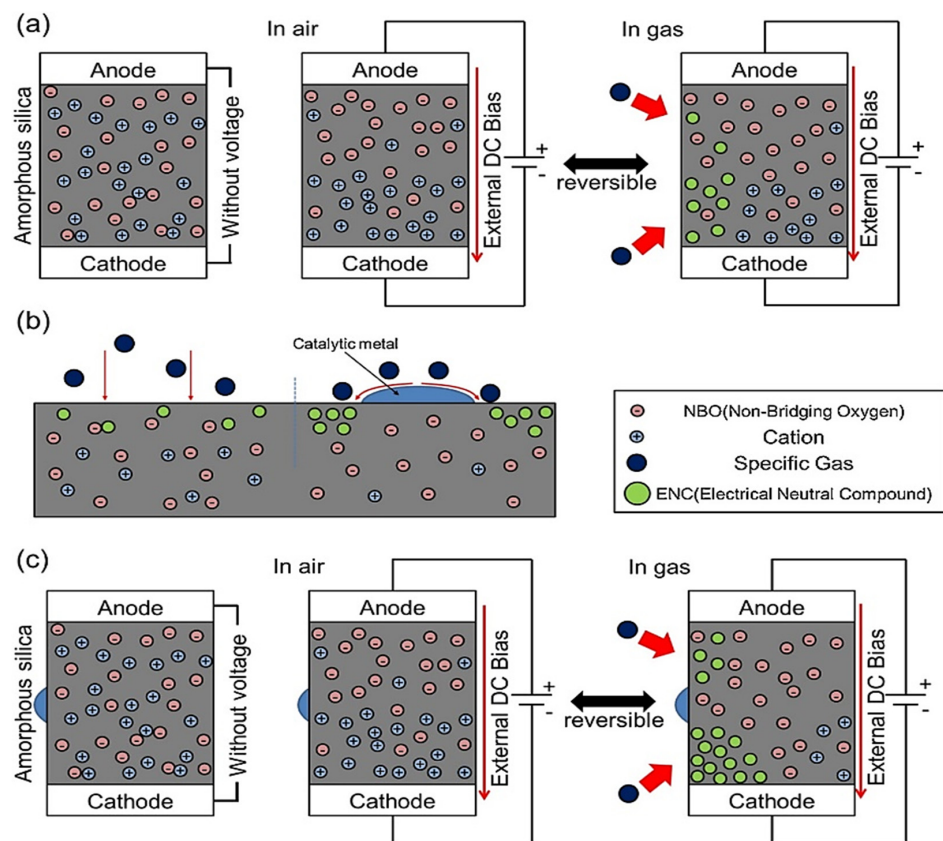 (a)
In air
In gas
Anode
Anode
Anode
Amorphous silica
Without voltage
External DC Bias
+
-
reversible
External DC Bias
+
-
Cathode
Cathode
Cathode
(b)
Catalytic metal
NBO(Non-Bridging Oxygen)
Cation
Specific Gas
ENC(Electrical Neutral Compound)
(c)
In air
In gas
Anode
Anode
Anode
Amorphous silica
Without voltage
External DC Bias
+
-
reversible
External DC Bias
+
-
Cathode
Cathode
Cathode